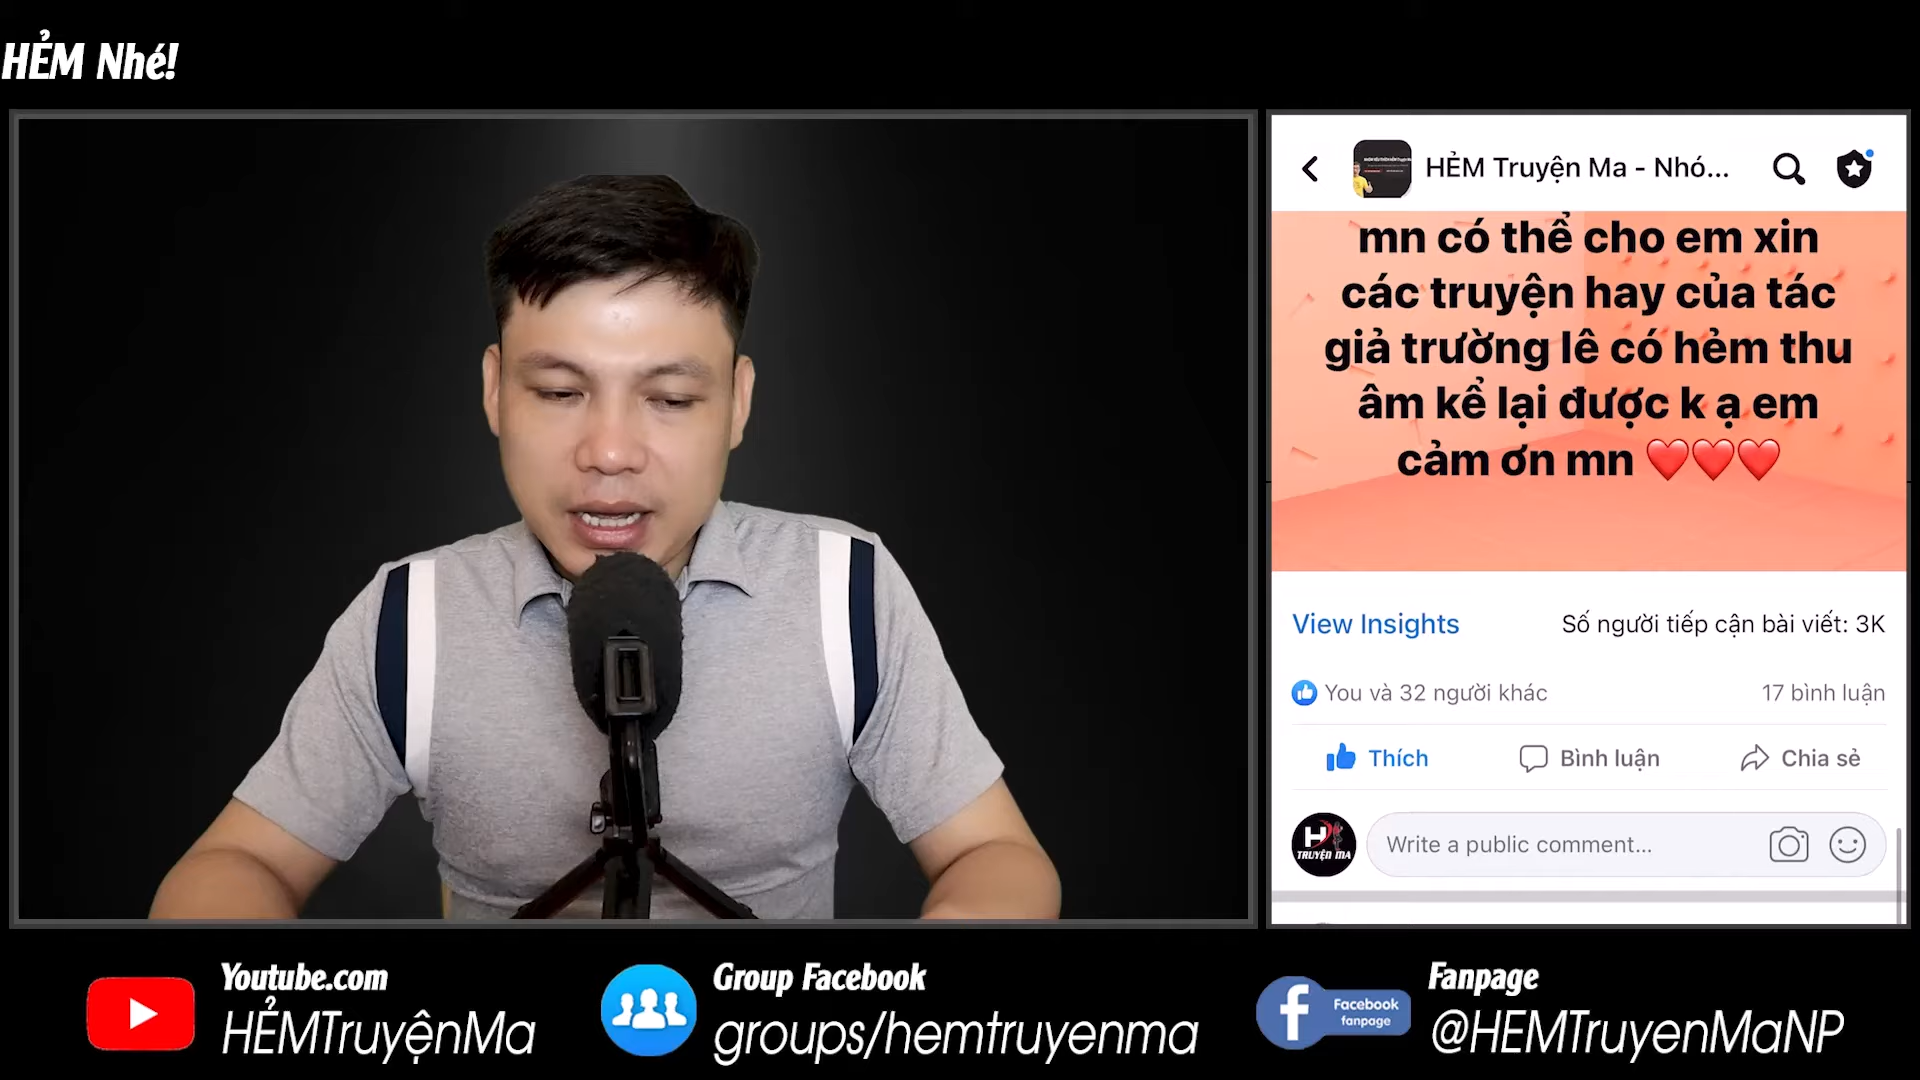 HẺM Nhé!
HẺM Truyện Ma - Nhó...
mn có thể cho em xin
các truyện hay của tác
giả trường lê có hẻm thu
âm kể lại được k ạ em
cảm ơn mn ❤️❤️❤️
View Insights
Số người tiếp cận bài viết: 3K
You và 32 người khác
17 bình luận
Thích
Bình luận
Chia sẻ
H
TRUYỆN MA
Write a public comment...
Youtube.com
HẺMTruyệnMa
Group Facebook
groups/hemtruyenma
Facebook
fanpage
Fanpage
@HEMTruyenMaNP